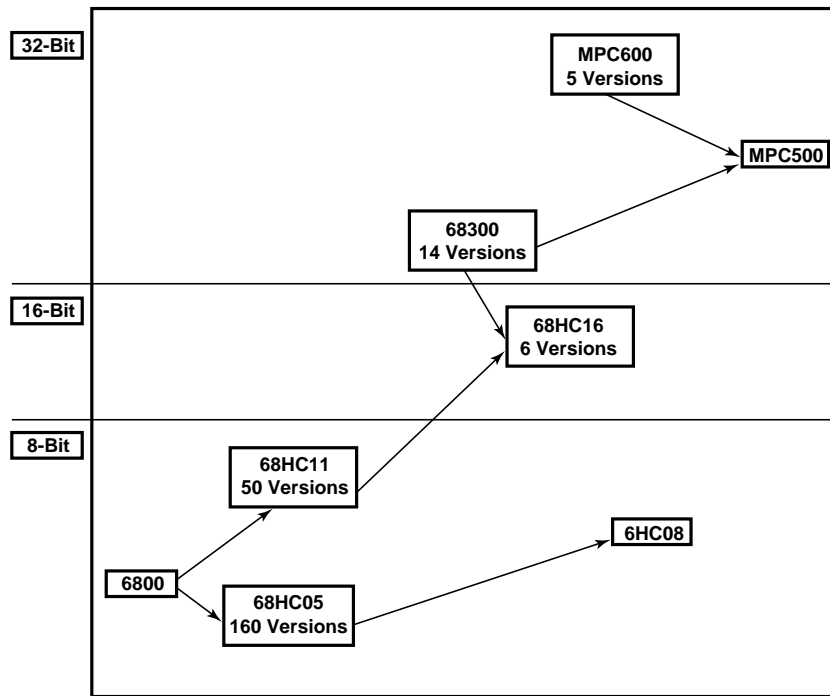 32-Bit
MPC600
5 Versions
MPC500
68300
14 Versions
16-Bit
68HC16
6 Versions
8-Bit
68HC11
50 Versions
6HC08
6800
68HC05
160 Versions